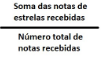 Soma das notas de
estrelas recebidas
Número total de
notas recebidas